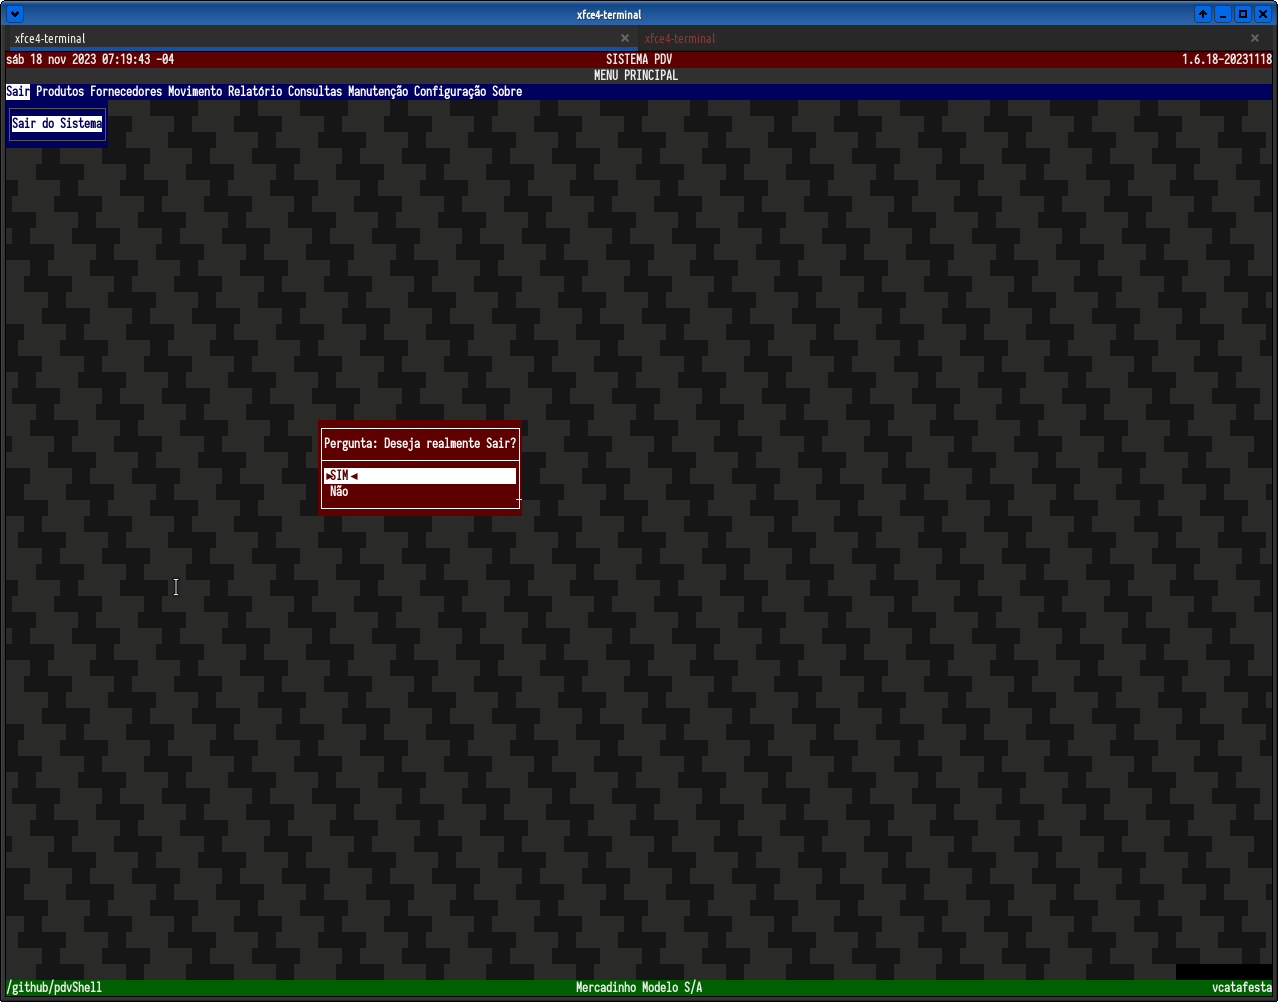 xfce4-terminal
xfce4-terminal xfce4-terminal
sáb 18 nov 2023 07:19:43 -04 SISTEMA PDV 1.6.18-20231118
MENU PRINCIPAL
Sair Produtos Fornecedores Movimento Relatório Consultas Manutenção Configuração Sobre
Sair do Sistema
Pergunta: Deseja realmente Sair?
►SIM◄
Não
/github/pdvShell Mercadinho Modelo S/A vcatafesta